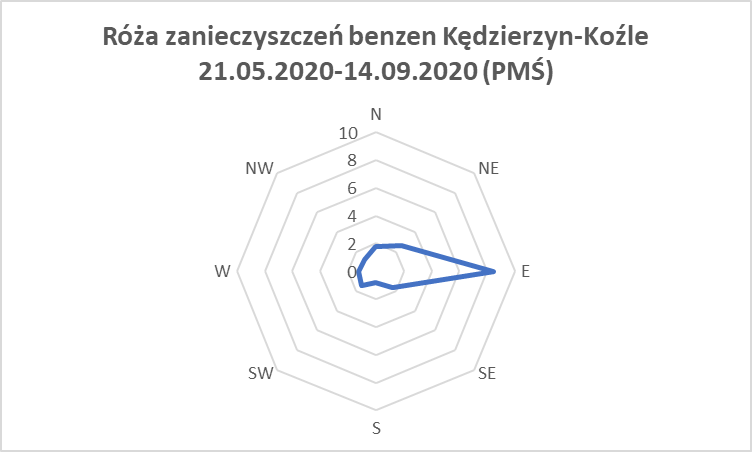 Róża zanieczyszczeń benzen Kędzierzyn-Koźle
21.05.2020-14.09.2020 (PMŚ)
N
10
NW
NE
8
6
4
2
W
0
E
SW
SE
S